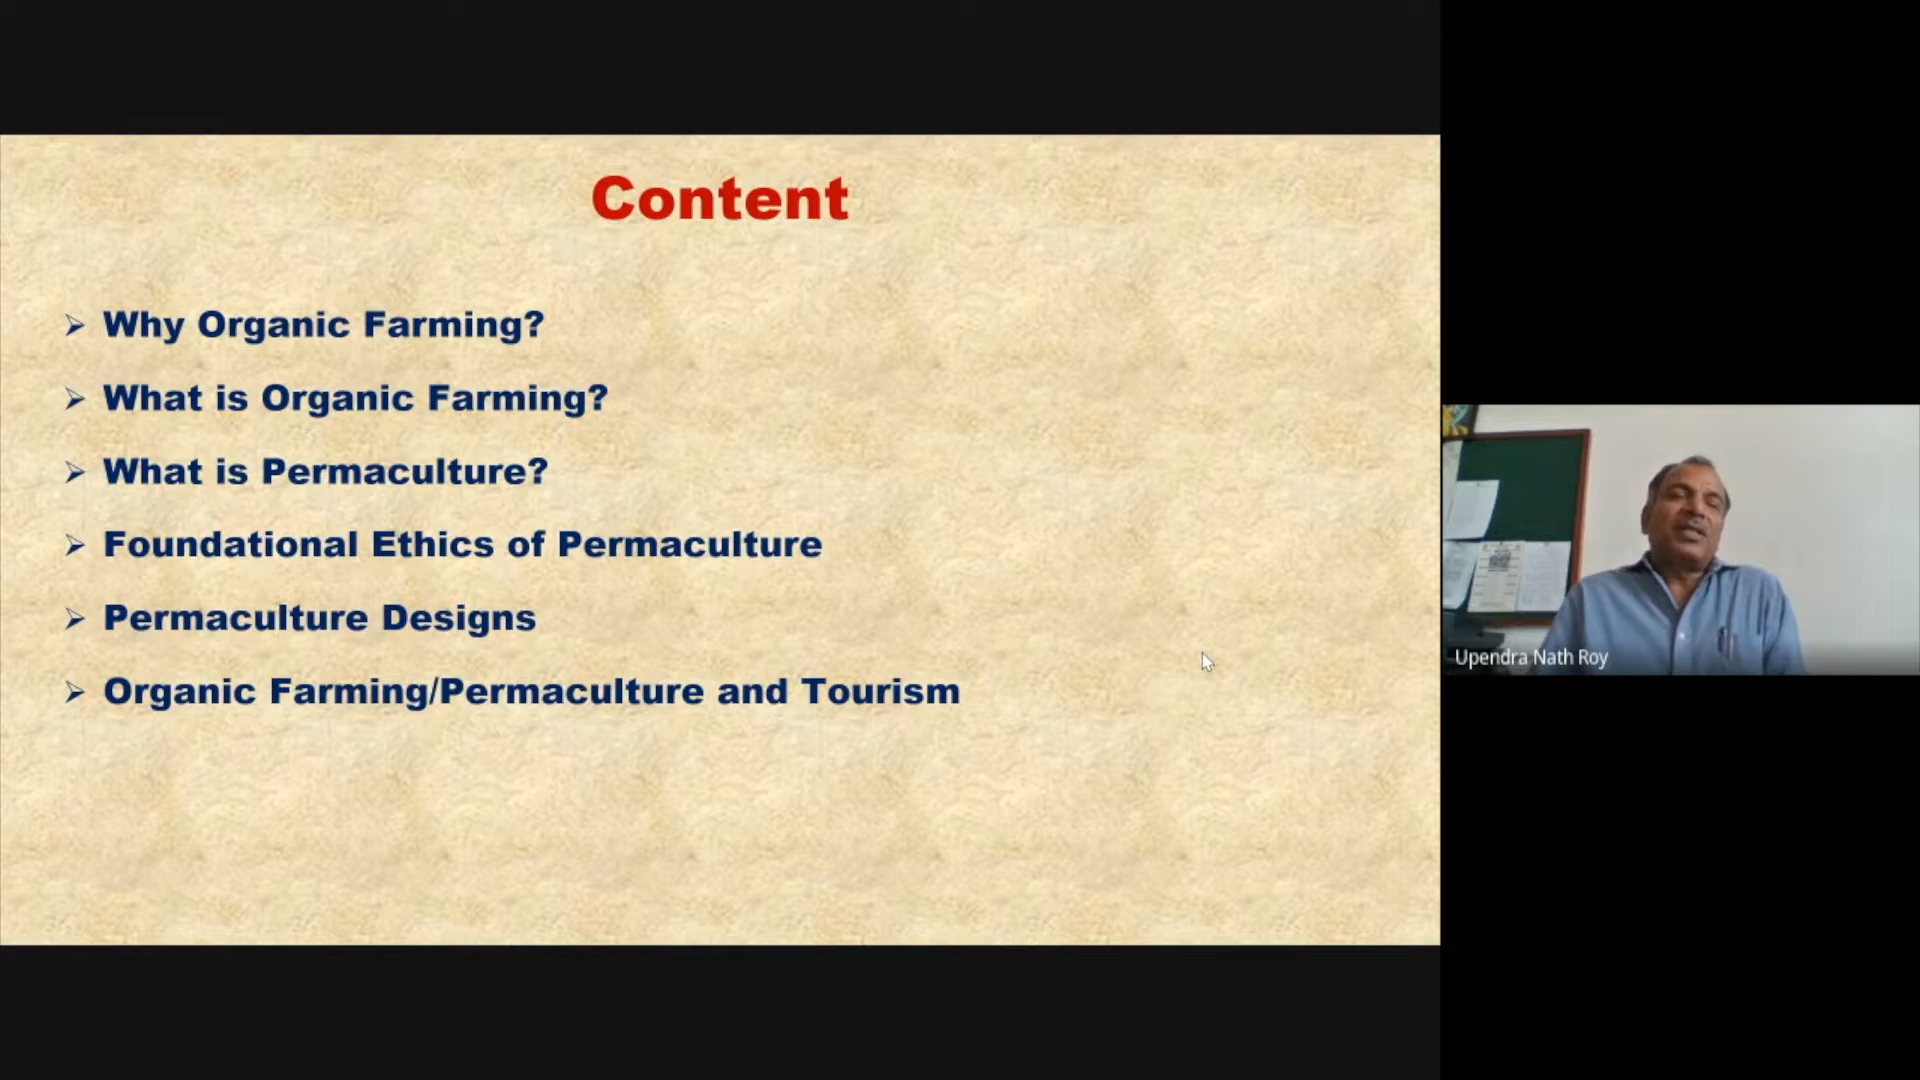 Content
Why Organic Farming?
What is Organic Farming?
What is Permaculture?
Foundational Ethics of Permaculture
Permaculture Designs
Organic Farming/Permaculture and Tourism
Upendra Nath Roy